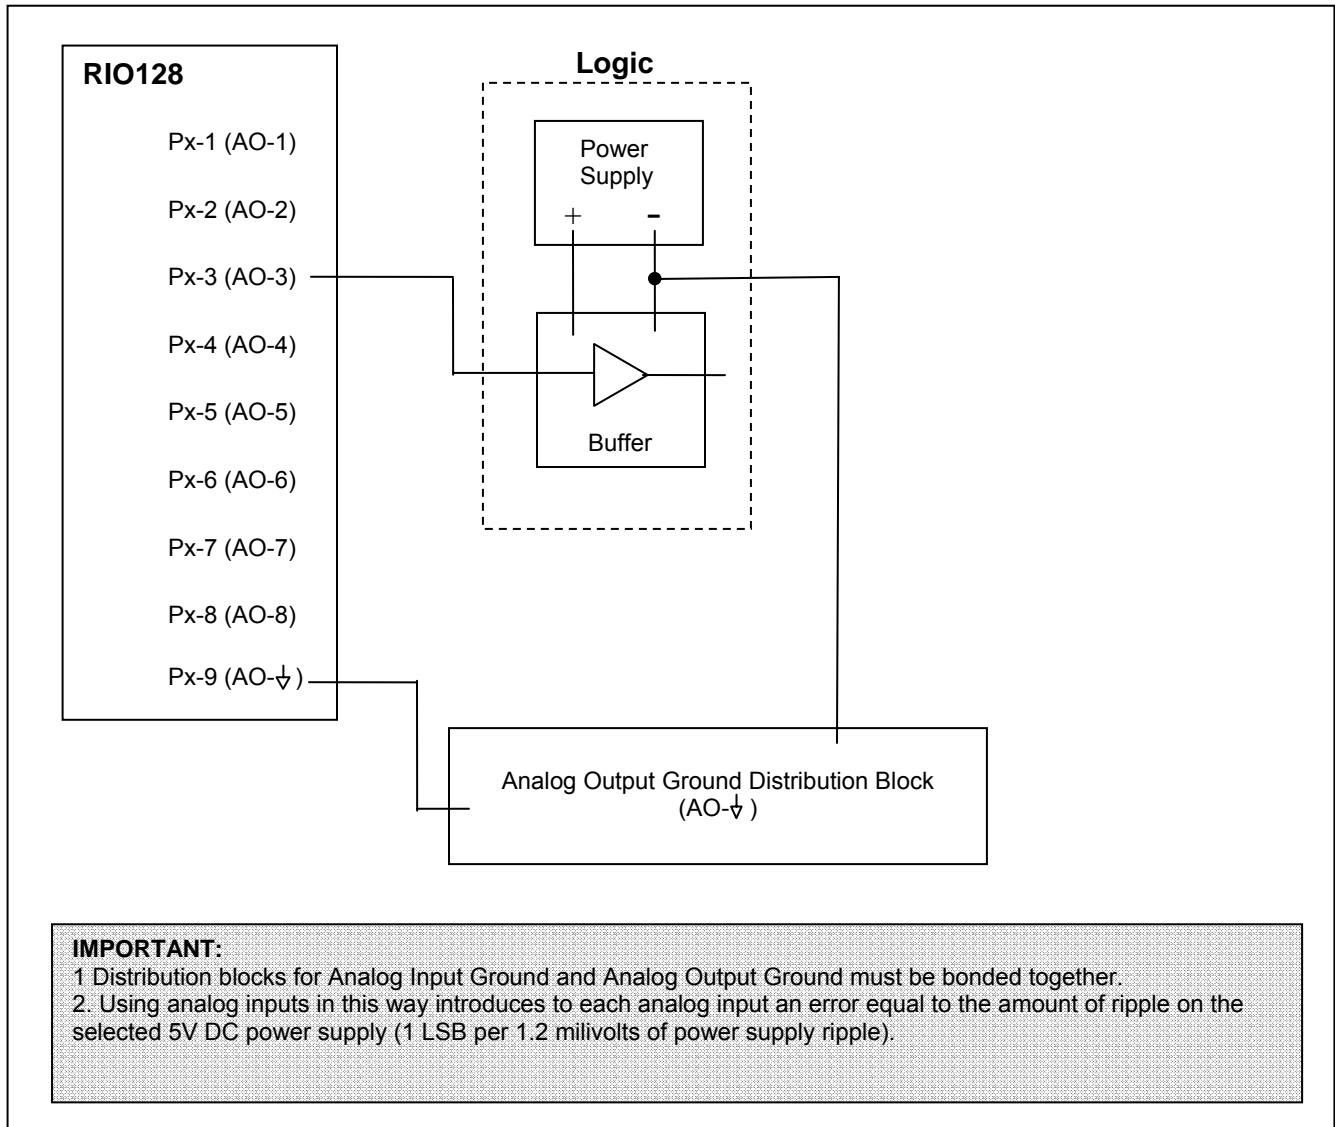 RIO128
Logic
Px-1 (AO-1)
Px-2 (AO-2)
Px-3 (AO-3)
Px-4 (AO-4)
Px-5 (AO-5)
Px-6 (AO-6)
Px-7 (AO-7)
Px-8 (AO-8)
Px-9 (AO-⏚)
Power
Supply
+ -
Buffer
Analog Output Ground Distribution Block
(AO-⏚ )
IMPORTANT:
1 Distribution blocks for Analog Input Ground and Analog Output Ground must be bonded together.
2. Using analog inputs in this way introduces to each analog input an error equal to the amount of ripple on the
selected 5V DC power supply (1 LSB per 1.2 milivolts of power supply ripple).